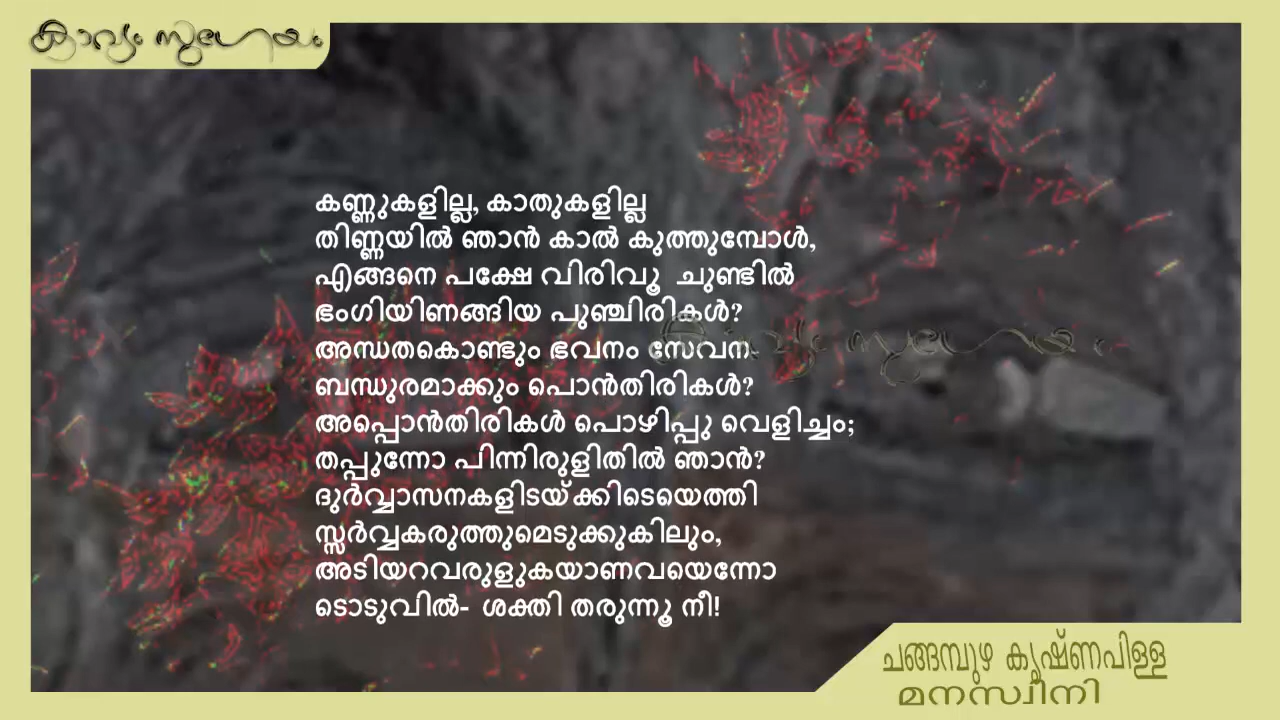 കാവ്യം സുഗേയം
കണ്ണുകളില്ല, കാതുകളില്ല
തിണ്ണയിൽ ഞാൻ കാൽ കുത്തുമ്പോൾ,
എങ്ങനെ പക്ഷേ വിരിവൂ ചുണ്ടിൽ
ഭംഗിയിണങ്ങിയ പുഞ്ചിരികൾ?
അന്ധതകൊണ്ടും ഭവനം സേവന
ബന്ധുരമാക്കും പൊൻതിരികൾ?
അപ്പൊൻതിരികൾ പൊഴിപ്പു വെളിച്ചം;
തപ്പുന്നോ പിന്നിരുളിതിൽ ഞാൻ?
ദുർവ്വാസനകളിടയ്ക്കിടെയെത്തി
സ്സർവ്വകരുത്തുമെടുക്കുകിലും,
അടിയറവരുളുകയാണവയെന്നോ
ടൊടുവിൽ- ശക്തി തരുന്നൂ നീ!
കാവ്യം സുഗേയം
ചങ്ങമ്പുഴ കൃഷ്ണപിള്ള
മനസ്വിനി